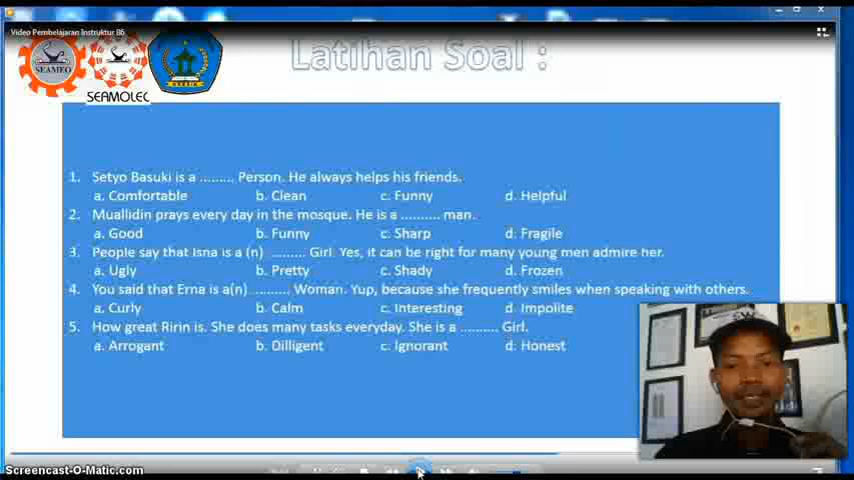 Video Pembelajaran Instruktur B6
Latihan Soal :
SEAMEO
SEAMOLEC
1. Setyo Basuki is a ......... Person. He always helps his friends.
a. Comfortable b. Clean c. Funny d. Helpful
2. Muallidin prays every day in the mosque. He is a .......... man.
a. Good b. Funny c. Sharp d. Fragile
3. People say that Isna is a (n) ......... Girl. Yes, it can be right for many young men admire her.
a. Ugly b. Pretty c. Shady d. Frozen
4. You said that Erna is a(n).......... Woman. Yup, because she frequently smiles when speaking with others.
a. Curly b. Calm c. Interesting d. Impolite
5. How great Ririn is. She does many tasks everyday. She is a .......... Girl.
a. Arrogant b. Dilligent c. Ignorant d. Honest
Screencast-O-Matic.com